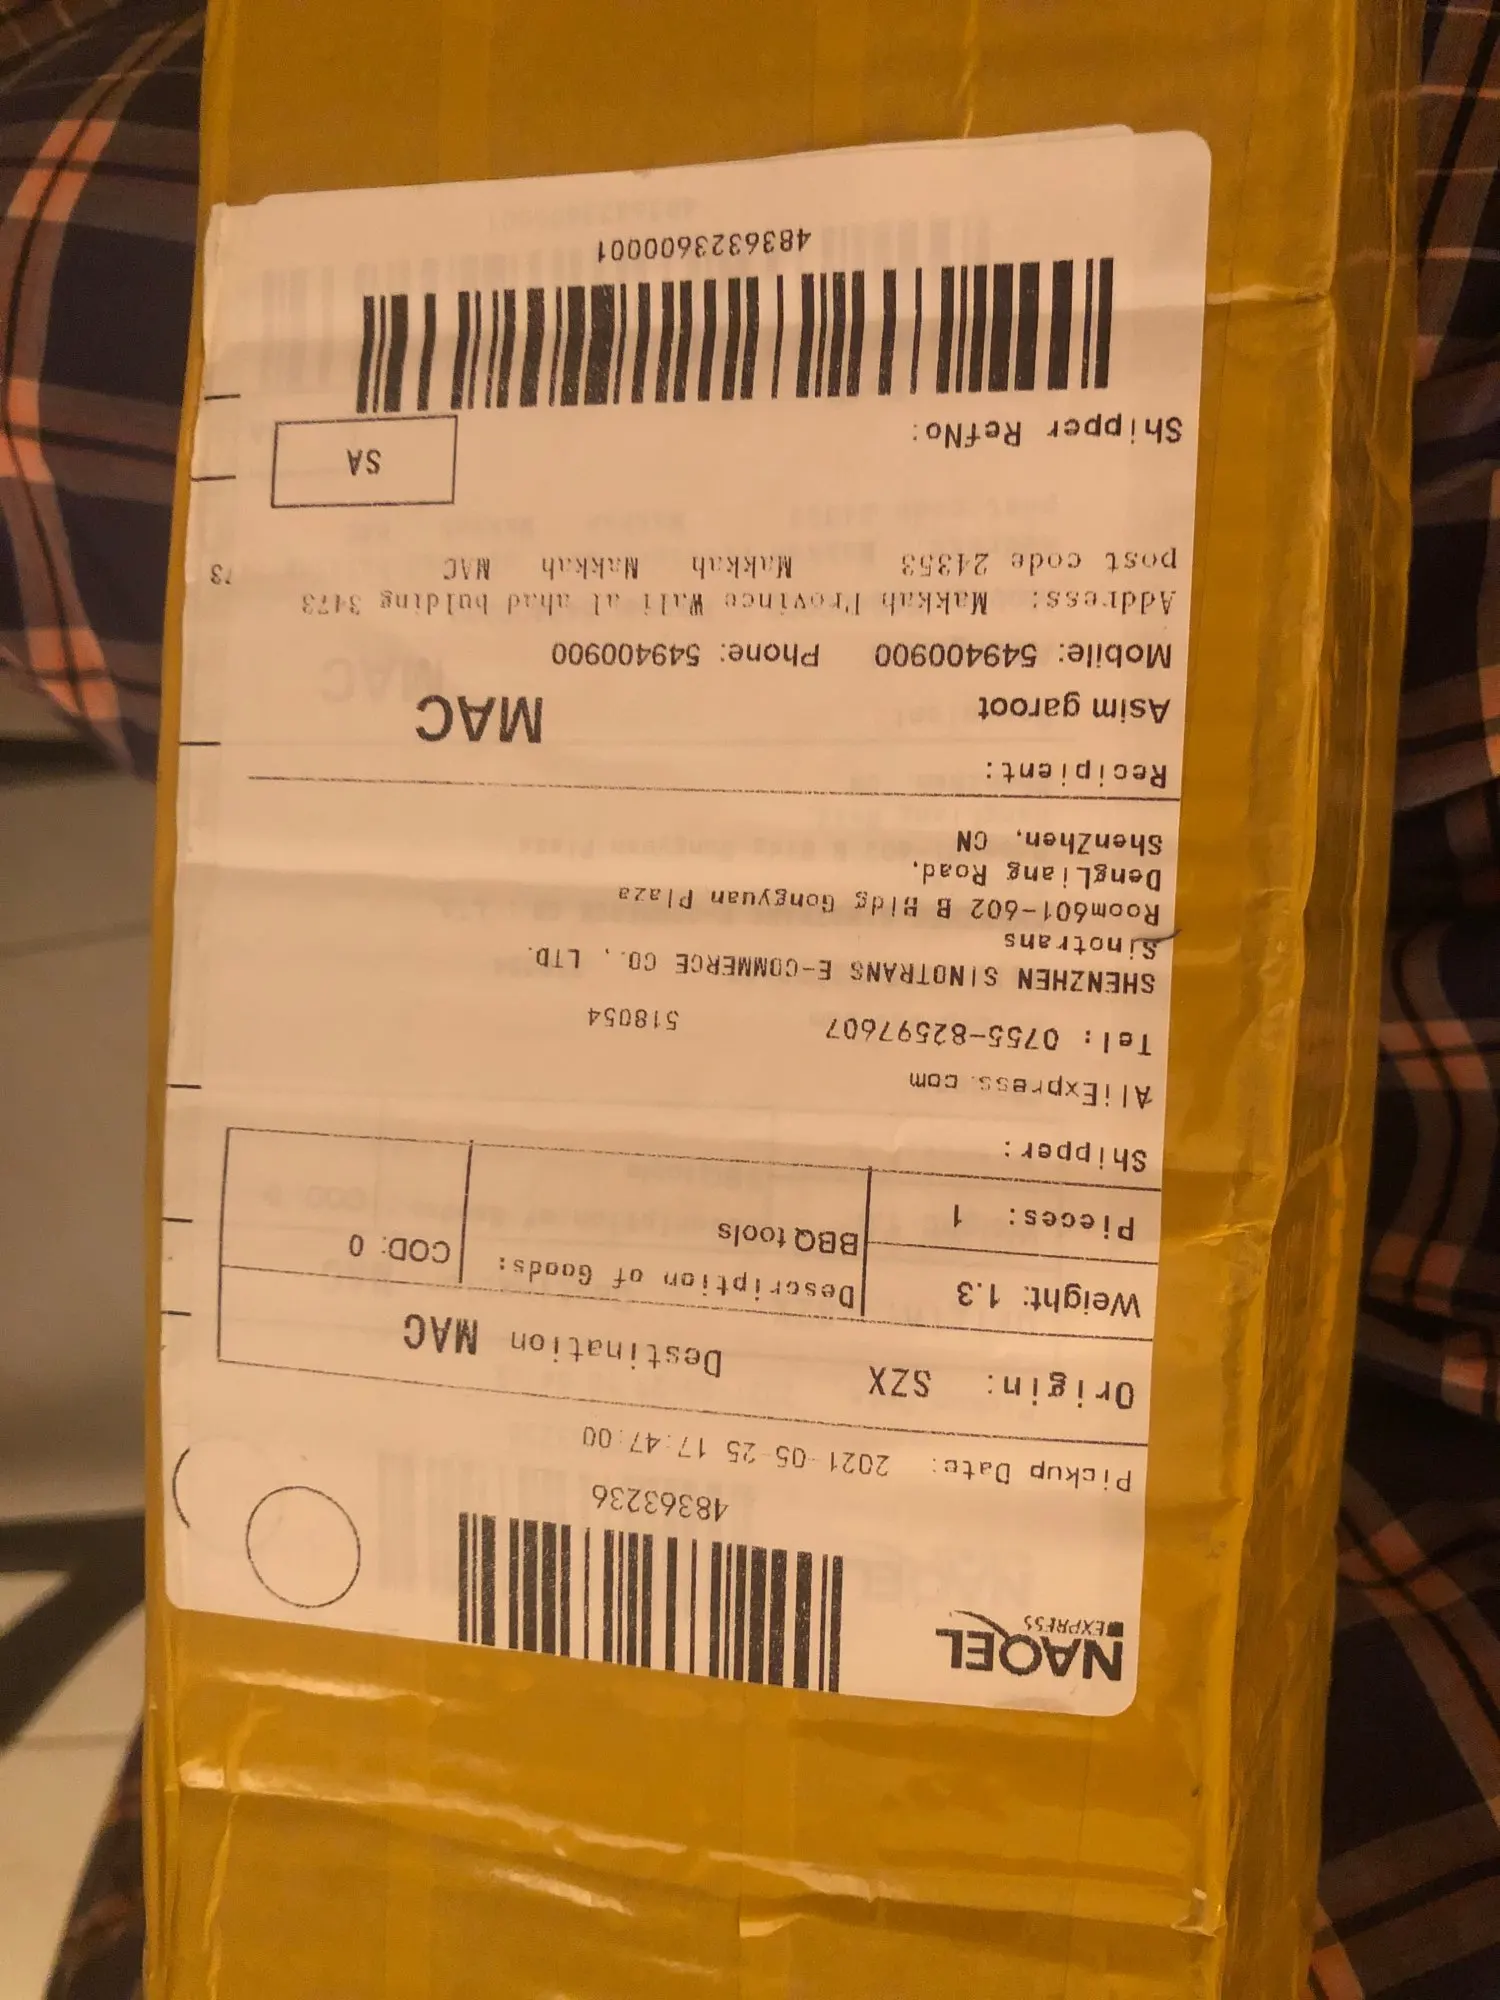 NAQEL
EXPRESS
48363236
Pickup Date: 2021-05-25 17:47:00
Origin: SZX Destination MAC
Weight: 1.3 Description of Goods: COD: 0
Pieces: 1 BBQ tools
Shipper:
AliExpress.com
Tel: 0755-82597607 518054
SHENZHEN SINOTRANS E-COMMERCE CO., LTD.
Sinotrans
Room601-602 B Bldg Gongyuan Plaza
DengLiang Road,
ShenZhen, CN
Recipient:
Asim garoot MAC
Mobile: 549400900 Phone: 549400900
Address: Makkah Province Wali al ahad bulding 3473
post code 24353 Makkah Makkah MAC 73
Shipper RefNo: SA
4836323600001